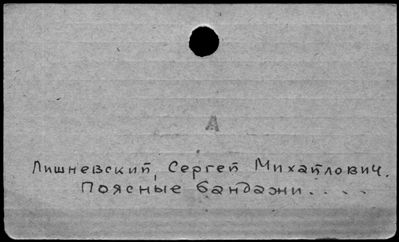 А
Лишневский, Сергей Михайлович.
Поясные бандажи. . . . .